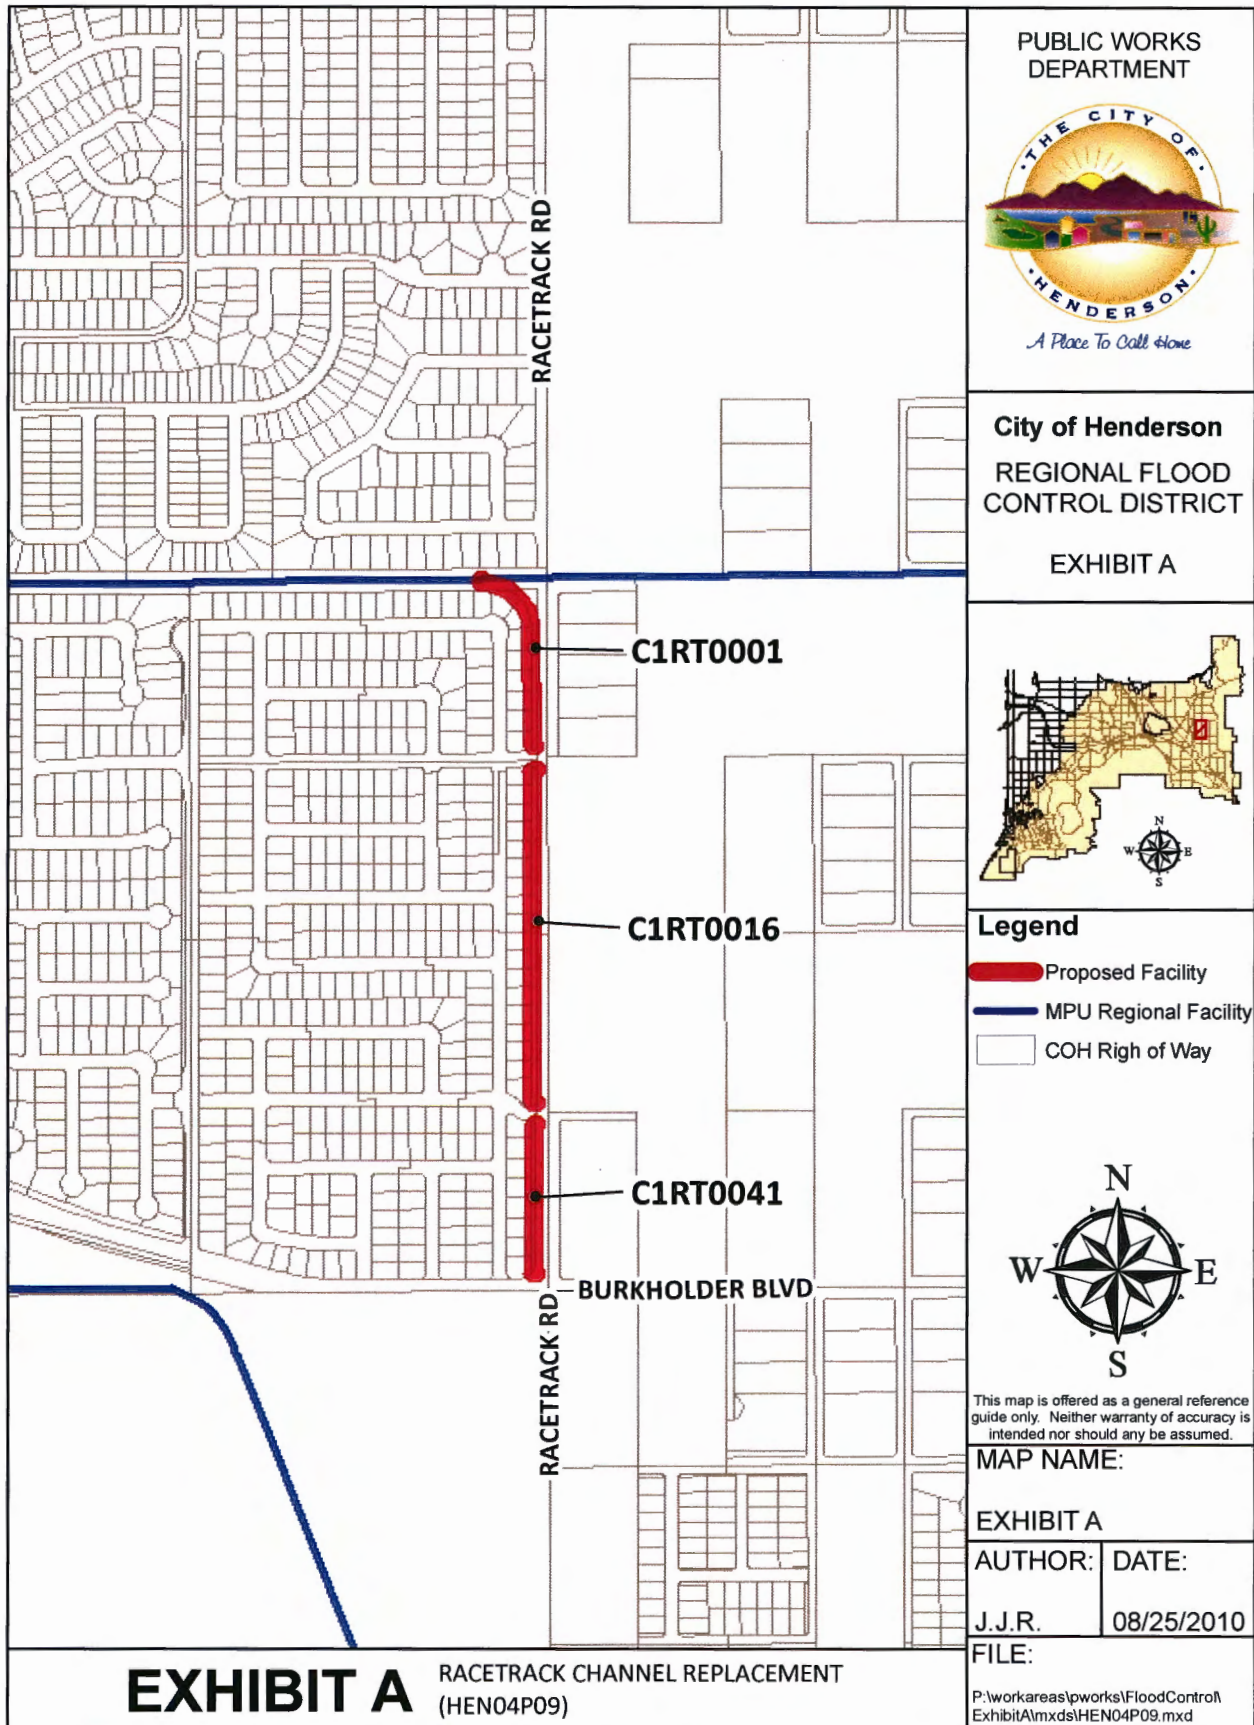 PUBLIC WORKS
DEPARTMENT
THE CITY OF
HENDERSON
A Place To Call Home
City of Henderson
REGIONAL FLOOD
CONTROL DISTRICT
EXHIBIT A
N
W E
S
Legend
Proposed Facility
MPU Regional Facility
COH Righ of Way
N
W E
S
This map is offered as a general reference
guide only. Neither warranty of accuracy is
intended nor should any be assumed.
MAP NAME:
EXHIBIT A
AUTHOR: DATE:
J.J.R. 08/25/2010
FILE:
P:\workareas\pworks\FloodControl\
ExhibitA\mxds\HEN04P09.mxd
RACETRACK RD
C1RT0001
C1RT0016
C1RT0041
BURKHOLDER BLVD
RACETRACK RD
EXHIBIT A
RACETRACK CHANNEL REPLACEMENT
(HEN04P09)